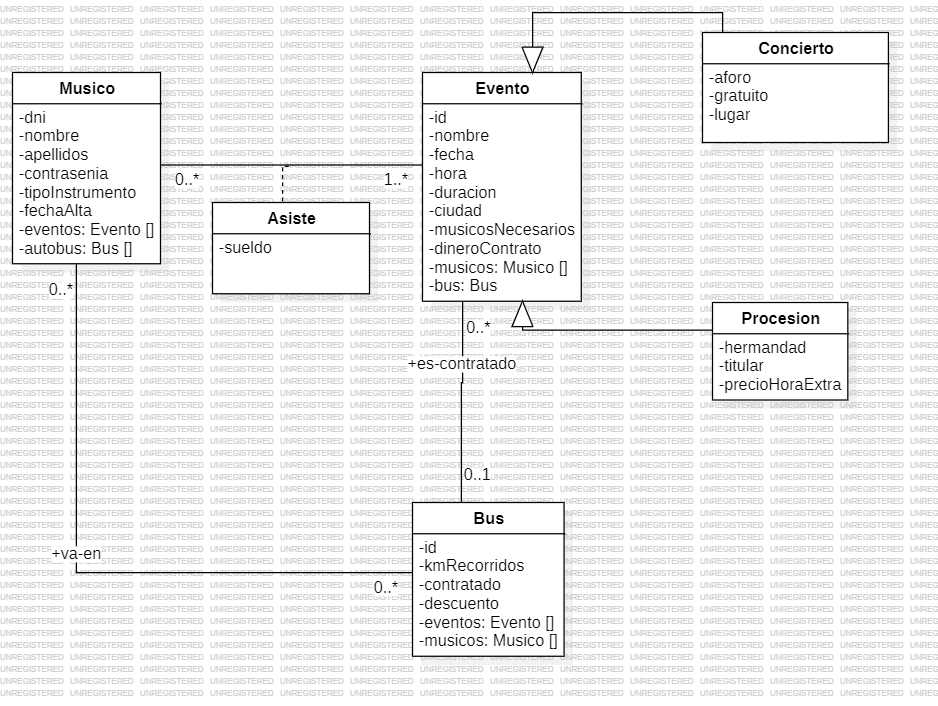 Concierto
-aforo
-gratuito
-lugar
Musico
-dni
-nombre
-apellidos
-contrasenia
-tipoInstrumento
-fechaAlta
-eventos: Evento []
-autobus: Bus []
Evento
-id
-nombre
-fecha
-hora
-duracion
-ciudad
-musicosNecesarios
-dineroContrato
-musicos: Musico []
-bus: Bus
0..*
1..*
Asiste
-sueldo
0..*
0..*
+es-contratado
0..1
Procesion
-hermandad
-titular
-precioHoraExtra
+va-en
0..*
Bus
-id
-kmRecorridos
-contratado
-descuento
-eventos: Evento []
-musicos: Musico []
UNREGISTERED